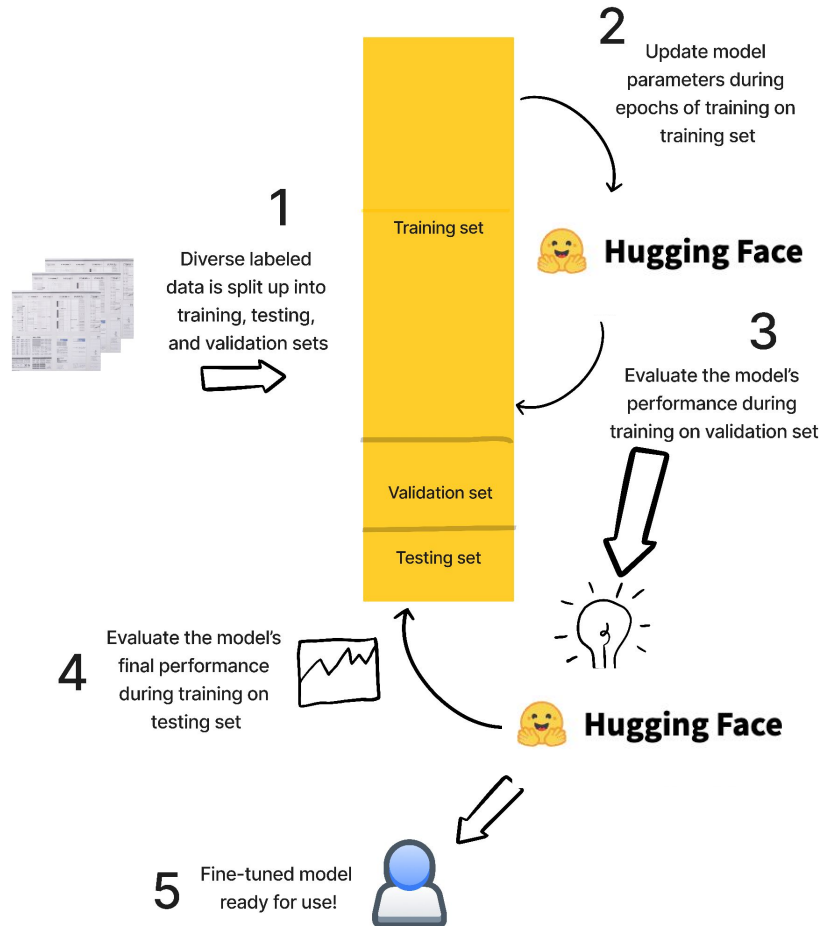 1
Diverse labeled
data is split up into
training, testing,
and validation sets
Training set
Validation set
Testing set
2
Update model
parameters during
epochs of training on
training set
Hugging Face
3
Evaluate the model's
performance during
training on validation set
4
Evaluate the model's
final performance
during training on
testing set
Hugging Face
5
Fine-tuned model
ready for use!